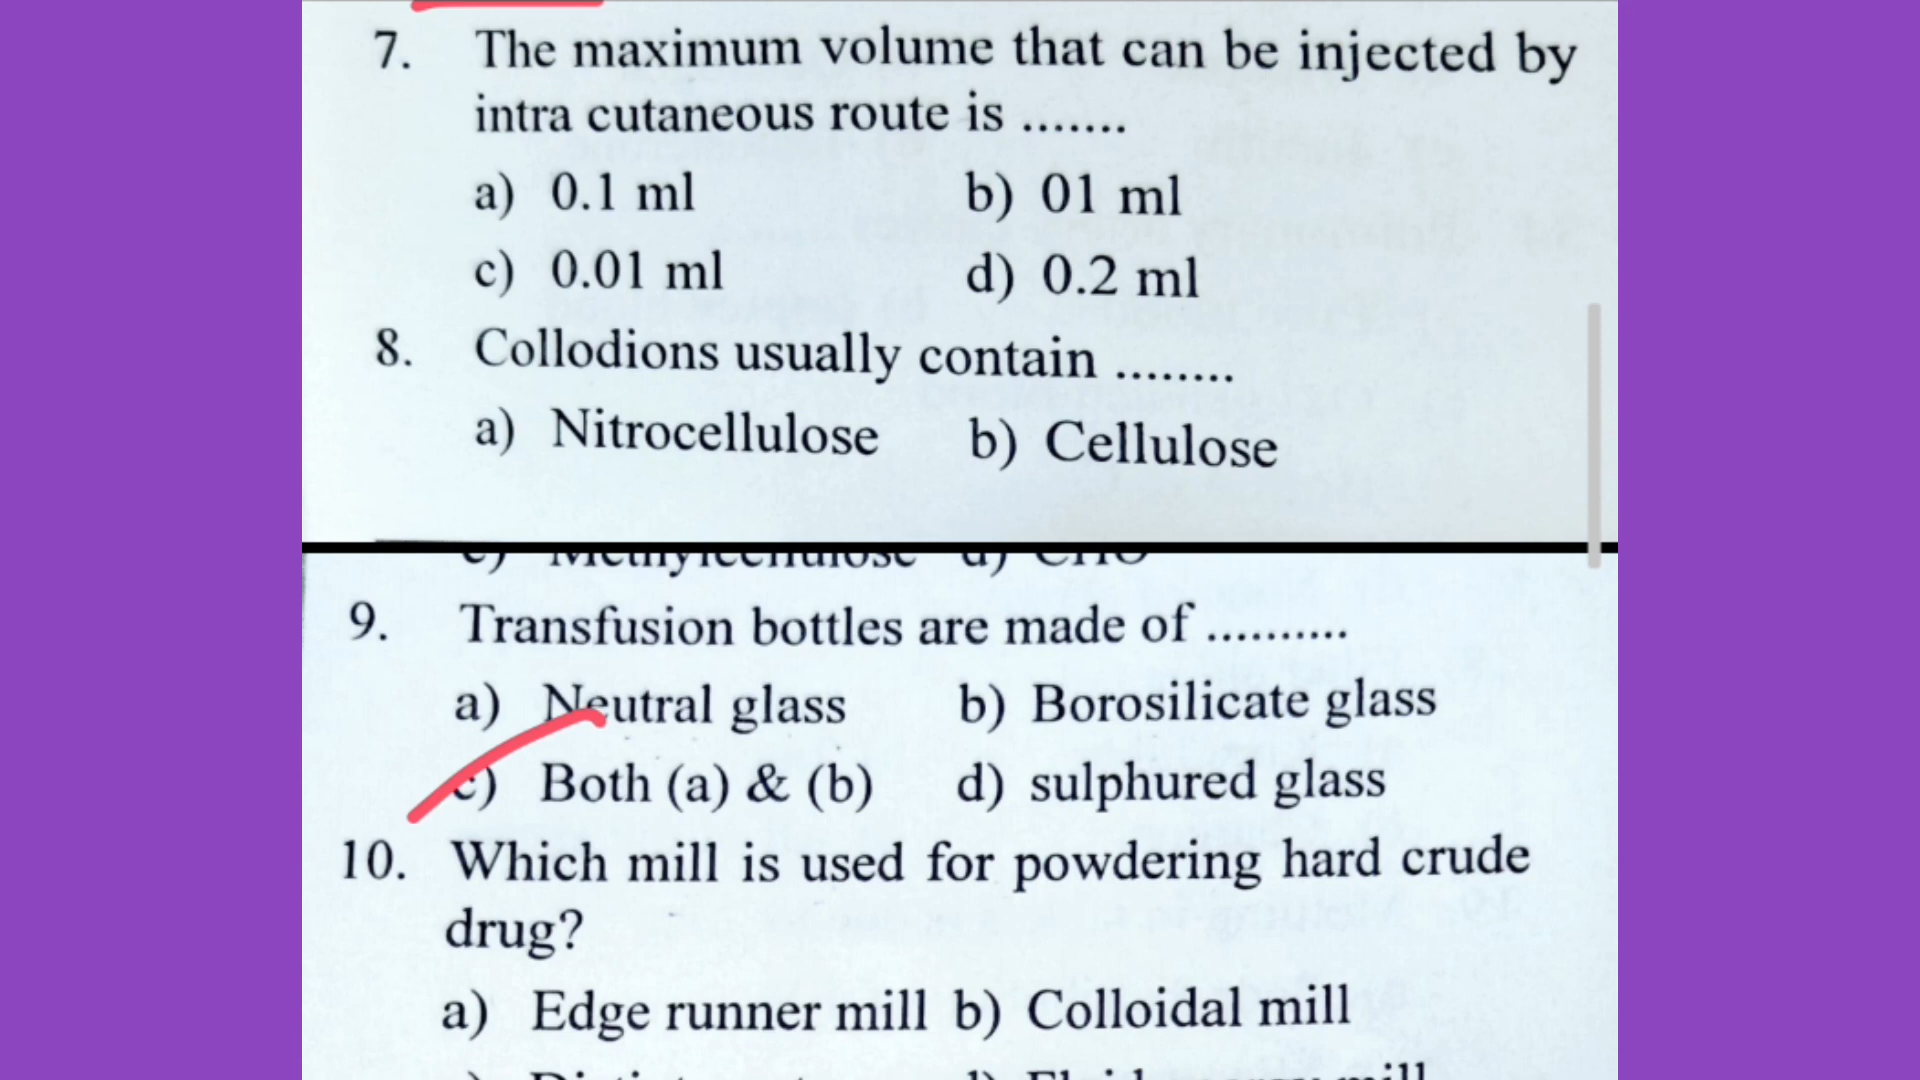 7. The maximum volume that can be injected by
intra cutaneous route is .......
a) 0.1 ml b) 01 ml
c) 0.01 ml d) 0.2 ml
8. Collodions usually contain ........
a) Nitrocellulose b) Cellulose
c) Methylcellulose d)
9. Transfusion bottles are made of ..........
a) Neutral glass b) Borosilicate glass
c) Both (a) & (b) d) sulphured glass
10. Which mill is used for powdering hard crude
drug?
a) Edge runner mill b) Colloidal mill
mill